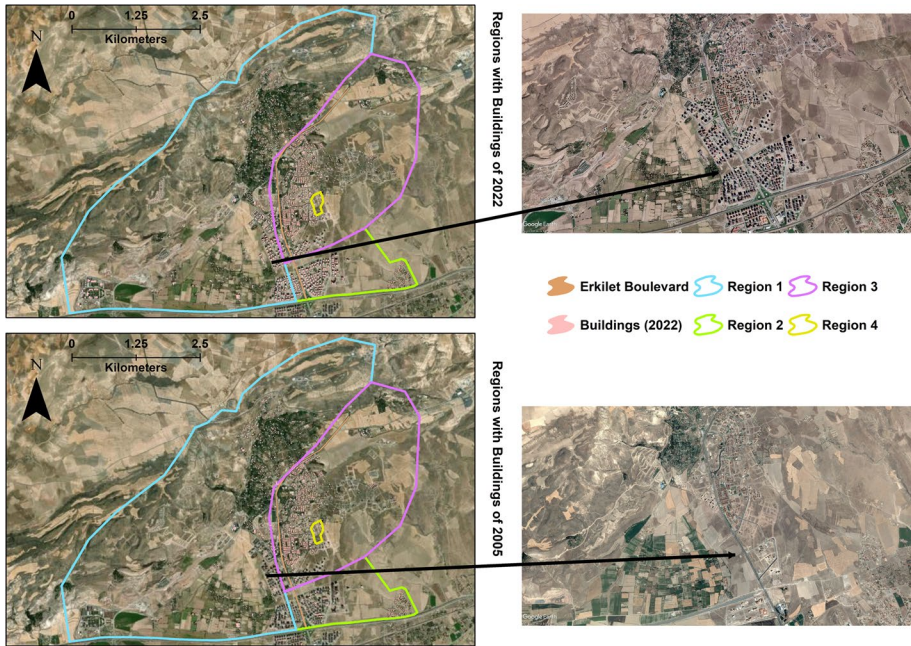 0 1.25 2.5
Kilometers
N
Regions with Buildings of 2022
Google Earth
Erkilet Boulevard
Region 1
Region 3
Buildings (2022)
Region 2
Region 4
0 1.25 2.5
Kilometers
N
Regions with Buildings of 2005
Google Earth